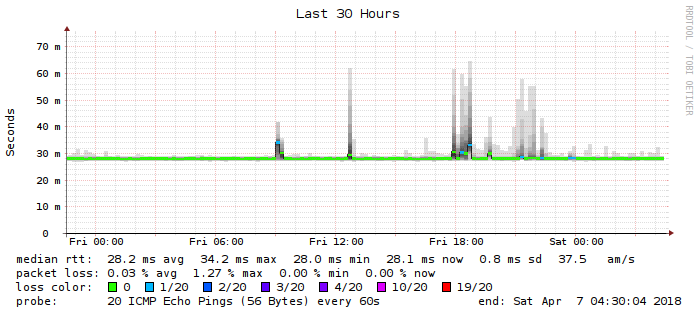 Last 30 Hours
RRDTOOL / TOBI OETIKER
Seconds
70 m
60 m
50 m
40 m
30 m
20 m
10 m
0
Fri 00:00 Fri 06:00 Fri 12:00 Fri 18:00 Sat 00:00
median rtt: 28.2 ms avg 34.2 ms max 28.0 ms min 28.1 ms now 0.8 ms sd 37.5 am/s
packet loss: 0.03 % avg 1.27 % max 0.00 % min 0.00 % now
loss color: 0 1/20 2/20 3/20 4/20 10/20 19/20
probe: 20 ICMP Echo Pings (56 Bytes) every 60s end: Sat Apr 7 04:30:04 2018